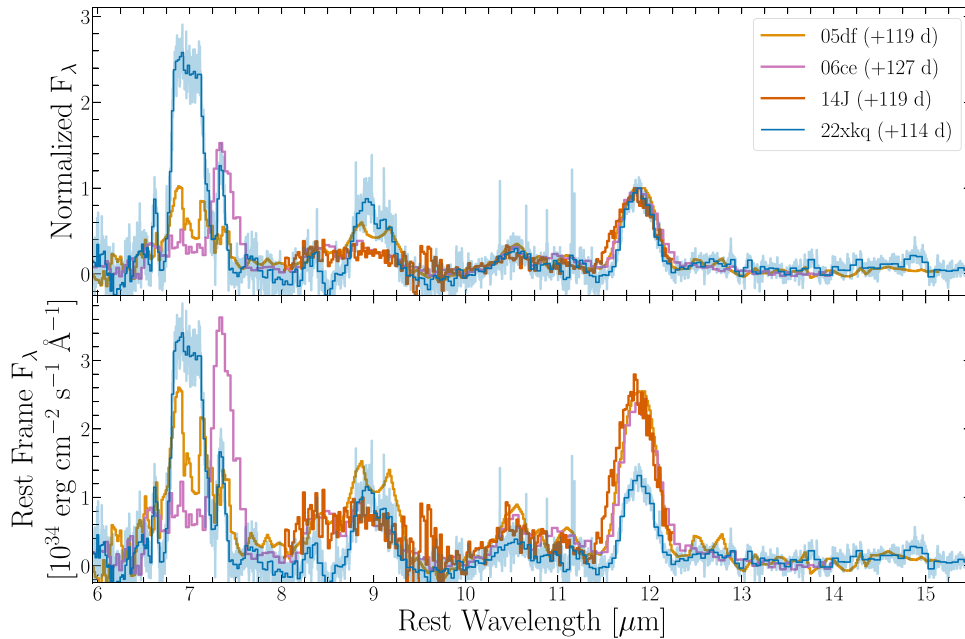 3
2
1
0
Normalized F_λ
05df (+119 d)
06ce (+127 d)
14J (+119 d)
22xkq (+114 d)
3
2
1
0
Rest Frame F_λ
[10³⁴ erg cm⁻² s⁻¹ Å⁻¹]
6 7 8 9 10 11 12 13 14 15
Rest Wavelength [μm]